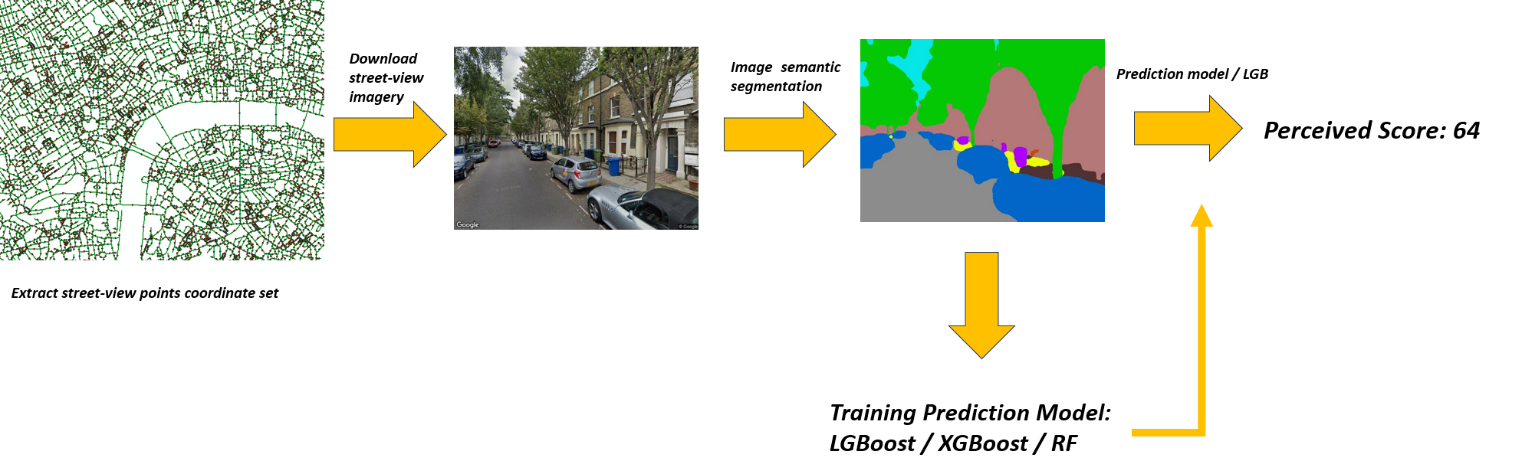 Download
street-view
imagery
Image semantic
segmentation
Prediction model / LGB
Perceived Score: 64
Google
© Google
Extract street-view points coordinate set
Training Prediction Model:
LGBoost / XGBoost / RF